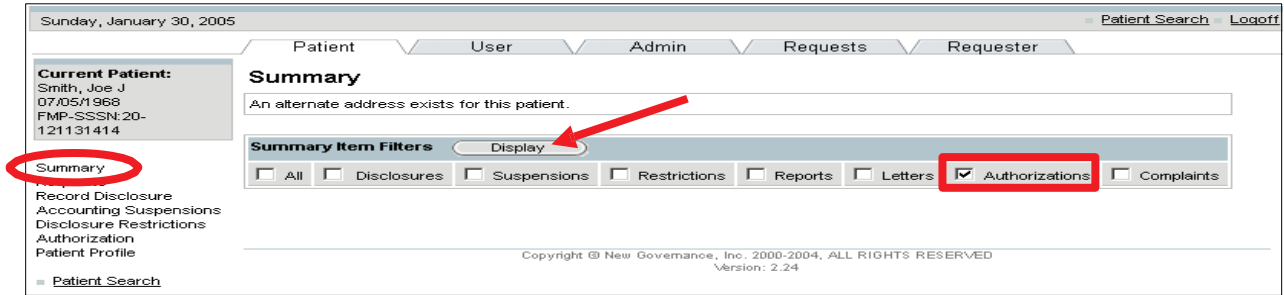 Sunday, January 30, 2005
Patient Search Logoff
Patient User Admin Requests Requester
Current Patient:
Smith, Joe J
07/05/1968
FMP-SSSN:20-
121131414
Summary
Record Disclosure
Accounting Suspensions
Disclosure Restrictions
Authorization
Patient Profile
Patient Search
Summary
An alternate address exists for this patient.
Summary Item Filters Display
All Disclosures Suspensions Restrictions Reports Letters Authorizations Complaints
Copyright © New Governance, Inc. 2000-2004, ALL RIGHTS RESERVED
Version: 2.24